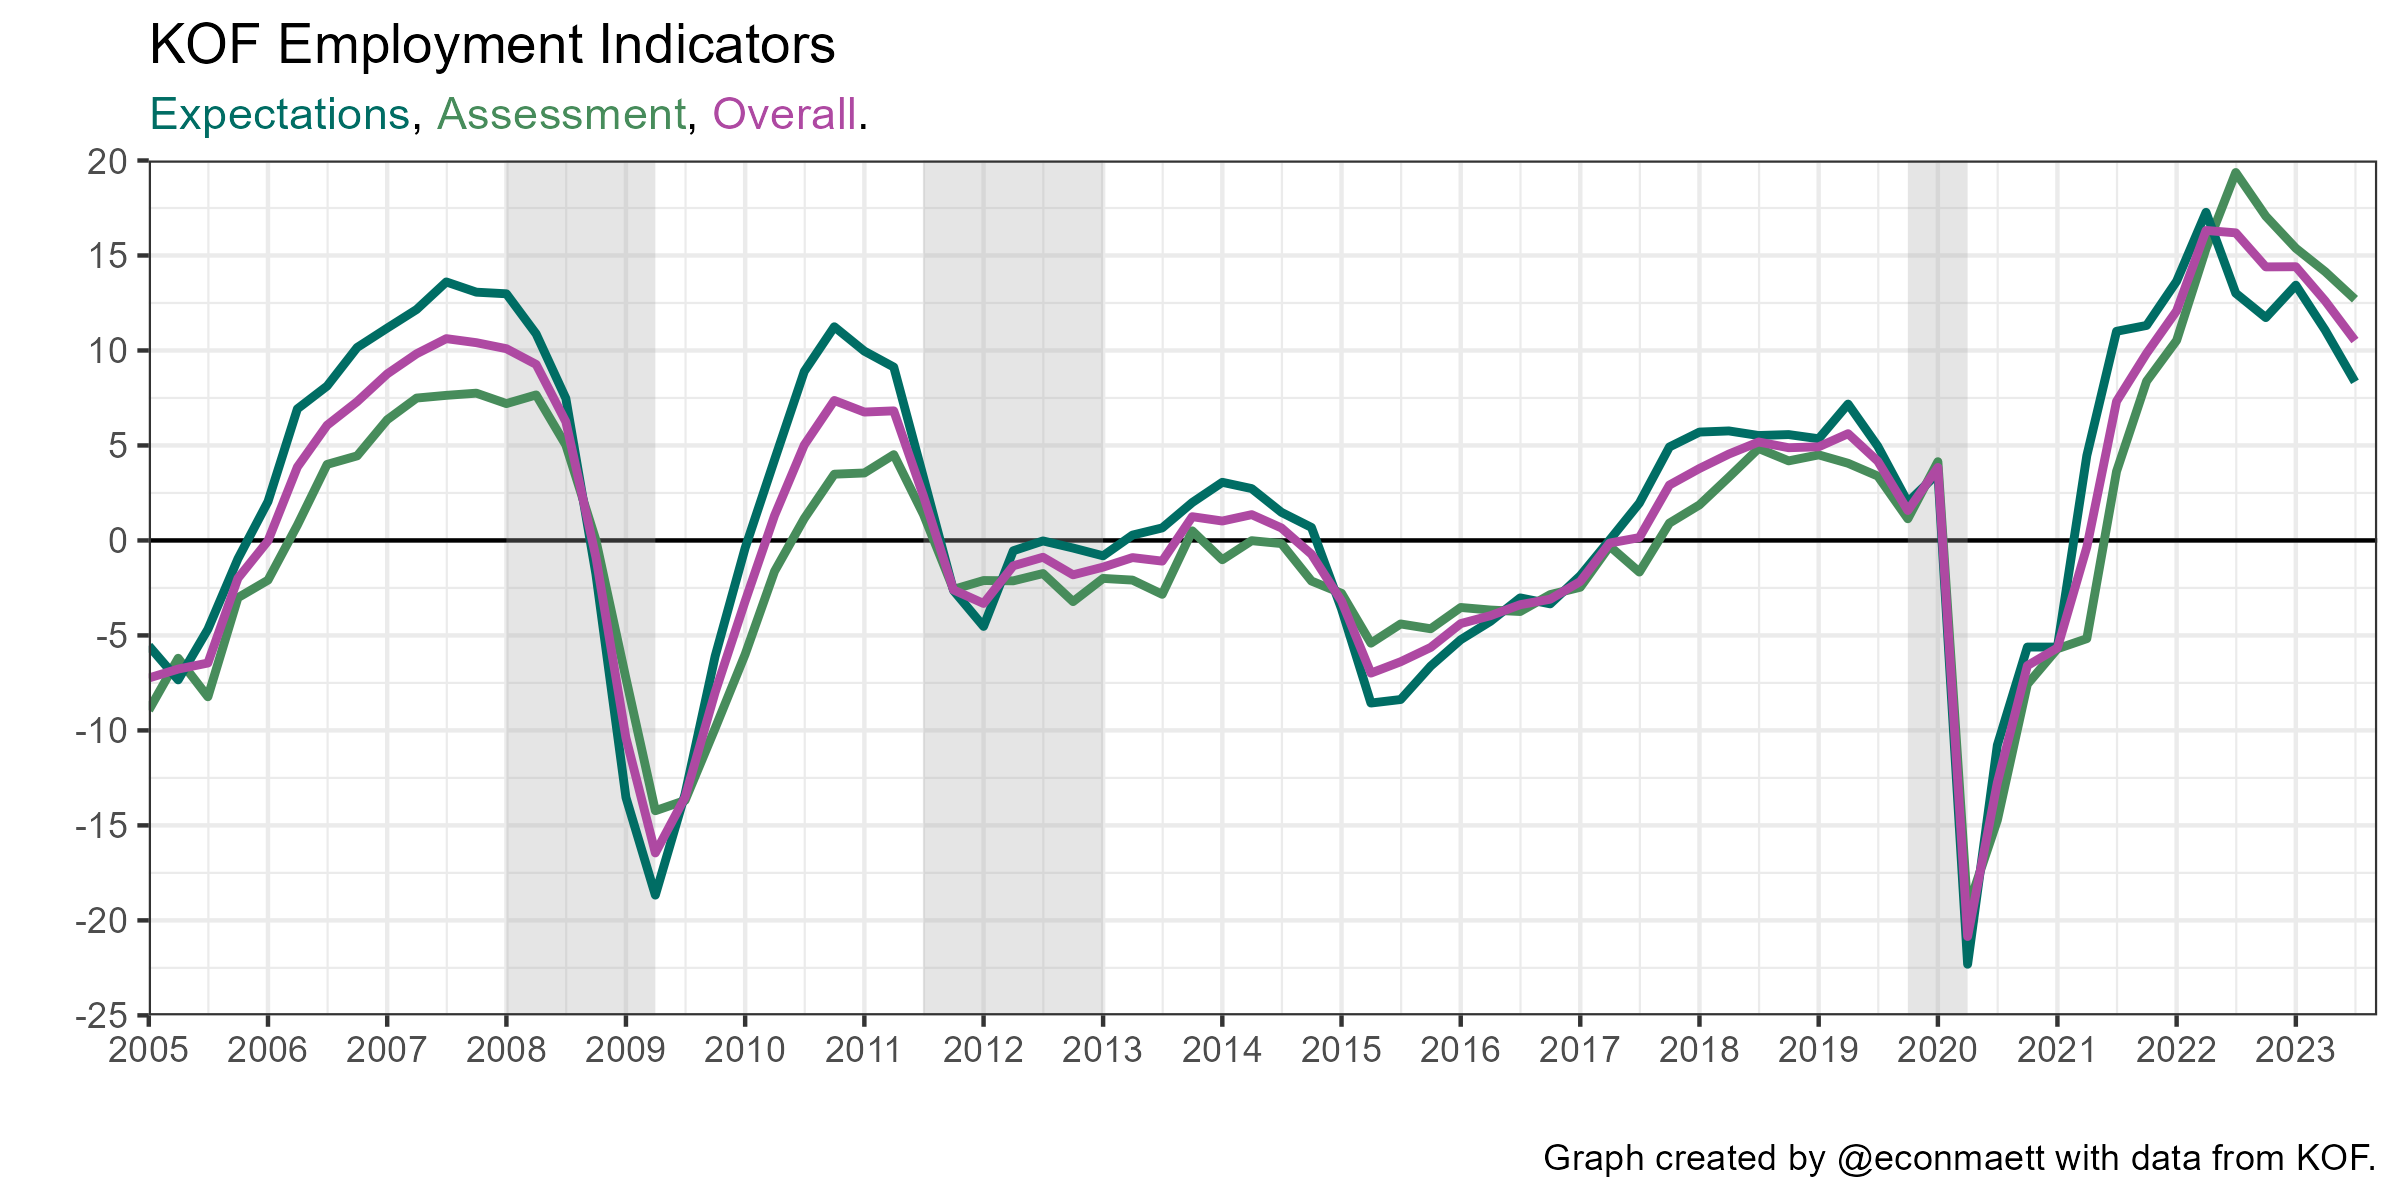 KOF Employment Indicators
Expectations, Assessment, Overall.
20
15
10
5
0
-5
-10
-15
-20
-25
2005 2006 2007 2008 2009 2010 2011 2012 2013 2014 2015 2016 2017 2018 2019 2020 2021 2022 2023
Graph created by @econmaett with data from KOF.